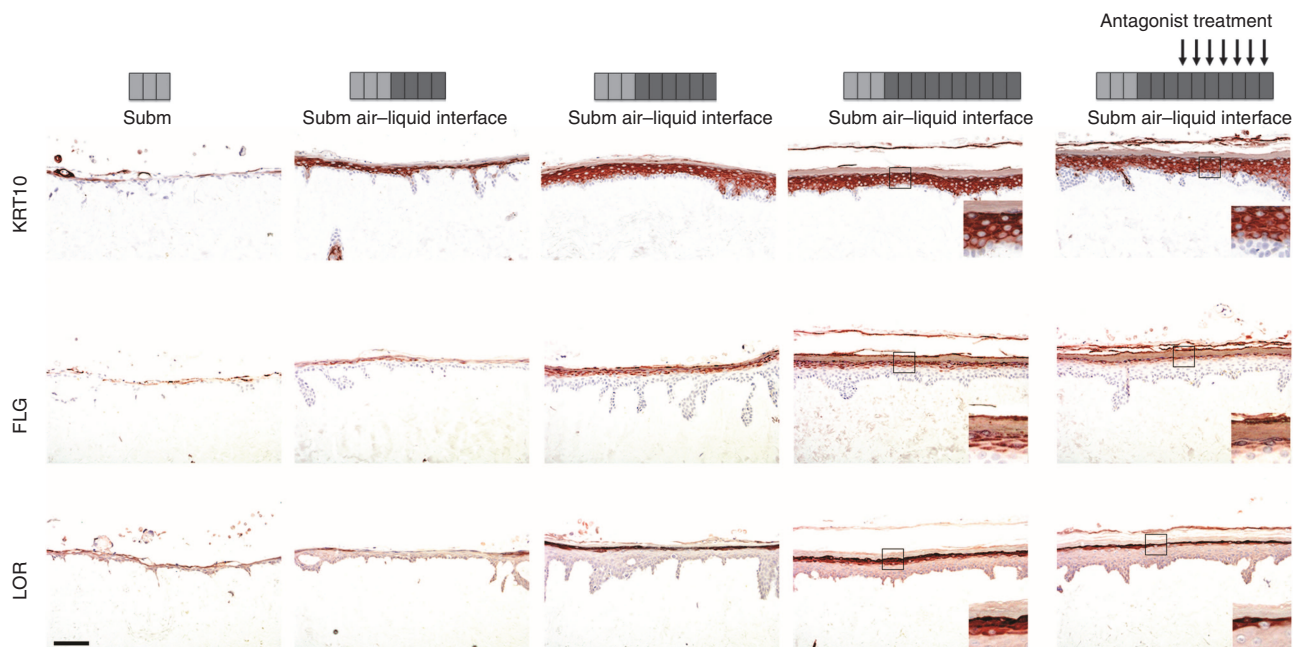 Antagonist treatment
Subm
Subm air–liquid interface
Subm air–liquid interface
Subm air–liquid interface
Subm air–liquid interface
KRT10
FLG
LOR